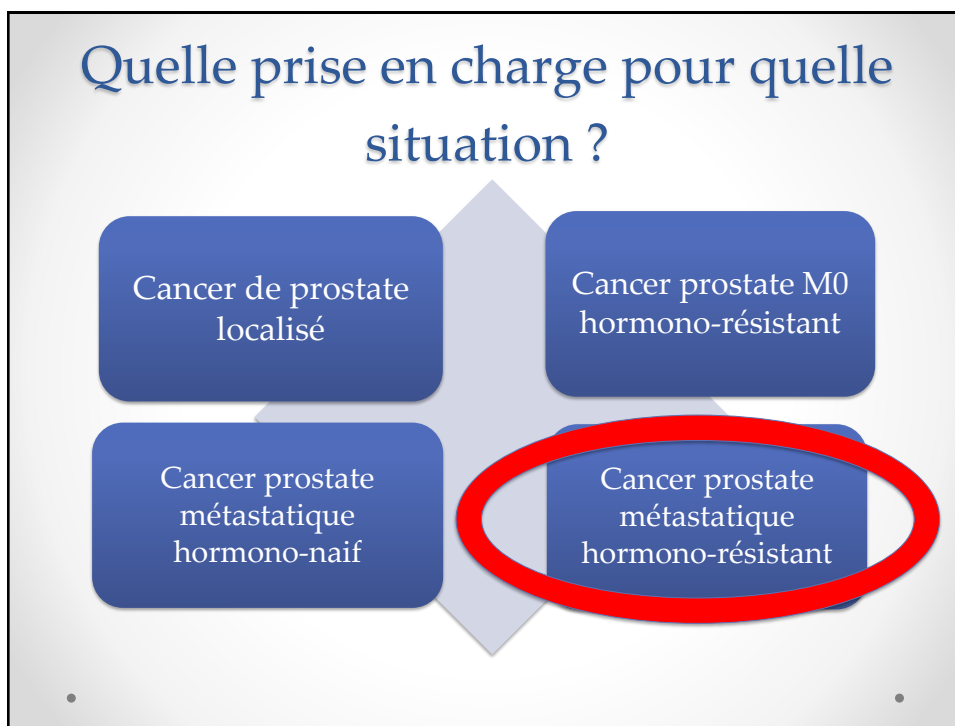 Quelle prise en charge pour quelle
situation ?
Cancer de prostate
localisé
Cancer prostate M0
hormono-résistant
Cancer prostate
métastatique
hormono-naif
Cancer prostate
métastatique
hormono-résistant